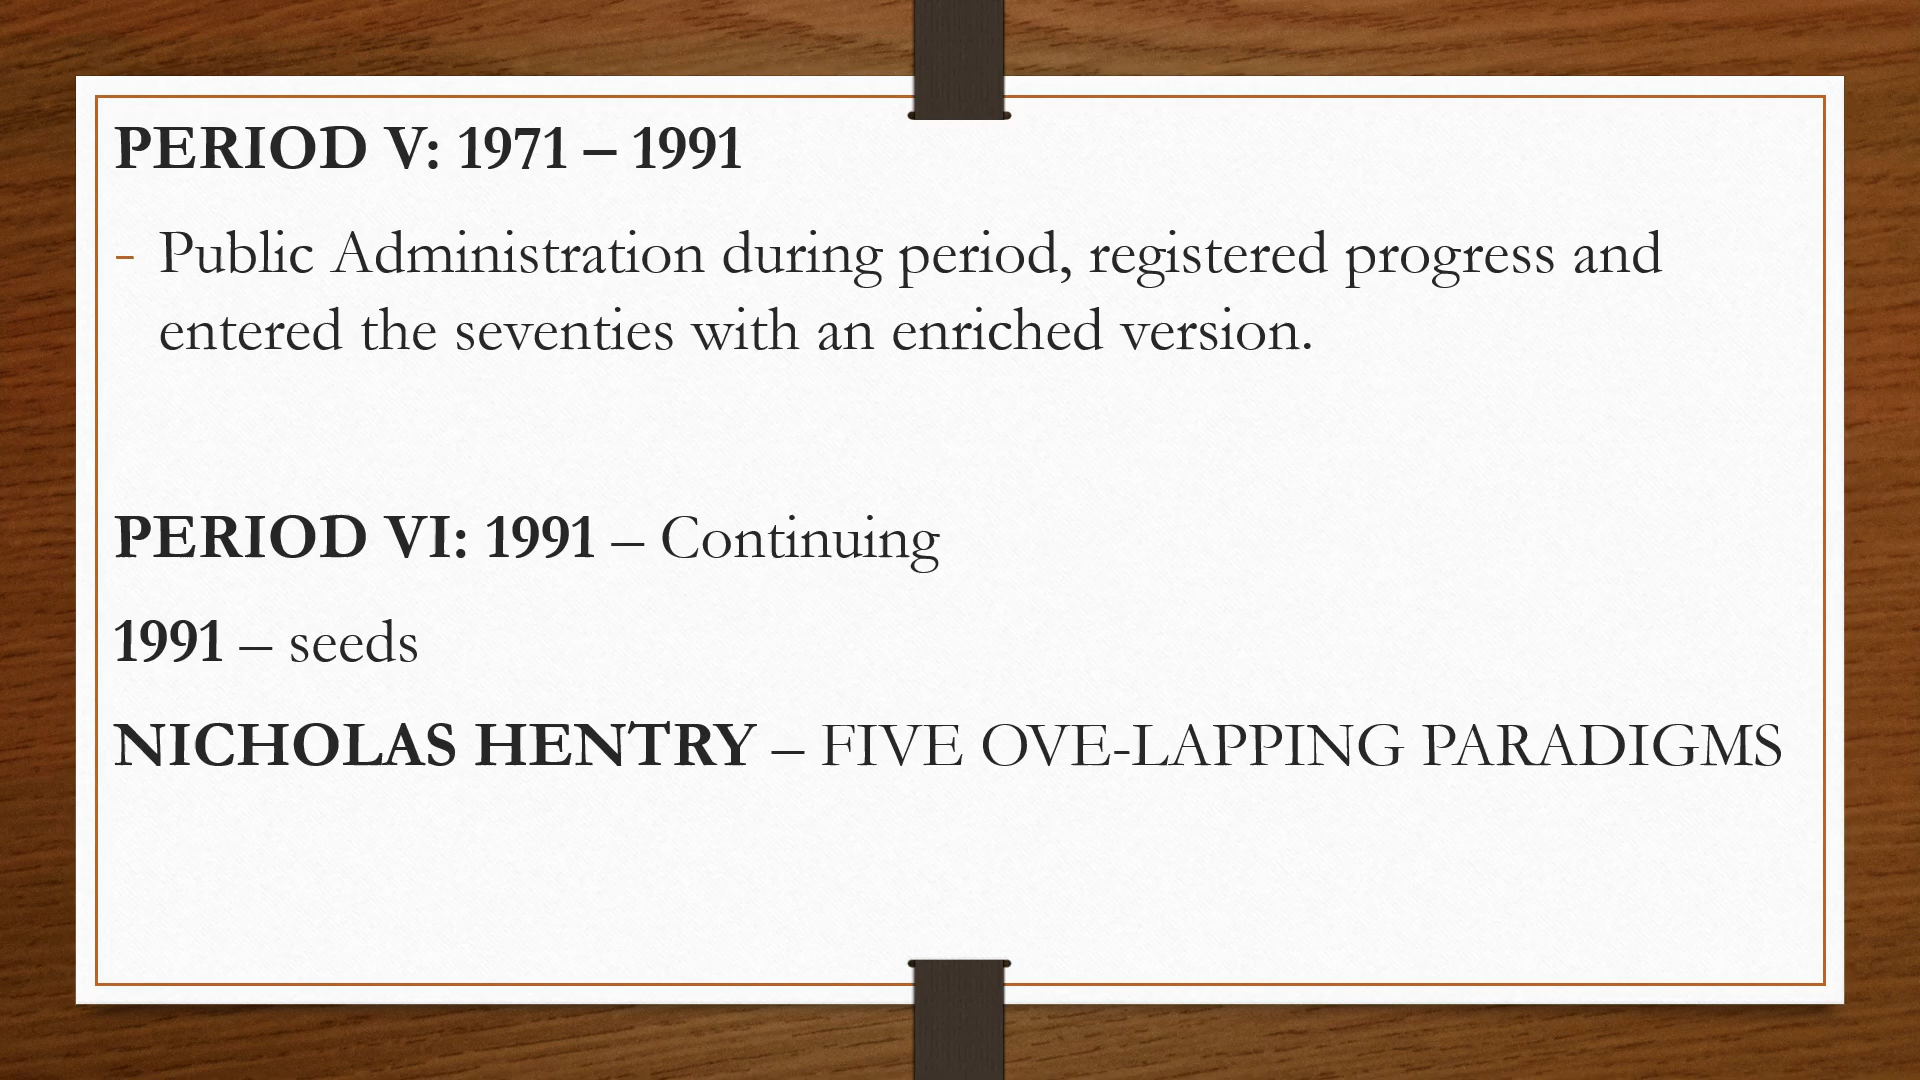 PERIOD V: 1971 – 1991
- Public Administration during period, registered progress and
entered the seventies with an enriched version.
PERIOD VI: 1991 – Continuing
1991 – seeds
NICHOLAS HENTRY – FIVE OVE-LAPPING PARADIGMS